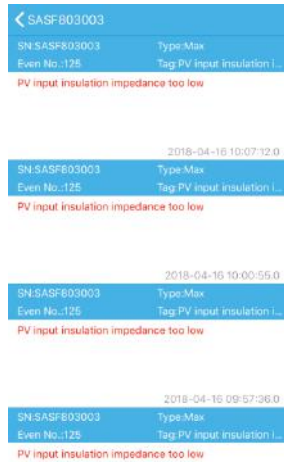 SASF803003
SN:SASF803003 Type:Max
Even No.:125 Tag:PV input insulation i...
PV input insulation impedance too low
2018-04-16 10:07:12.0
SN:SASF803003 Type:Max
Even No.:125 Tag:PV input insulation i...
PV input insulation impedance too low
2018-04-16 10:00:55.0
SN:SASF803003 Type:Max
Even No.:125 Tag:PV input insulation i...
PV input insulation impedance too low
2018-04-16 09:57:36.0
SN:SASF803003 Type:Max
Even No.:125 Tag:PV input insulation i...
PV input insulation impedance too low